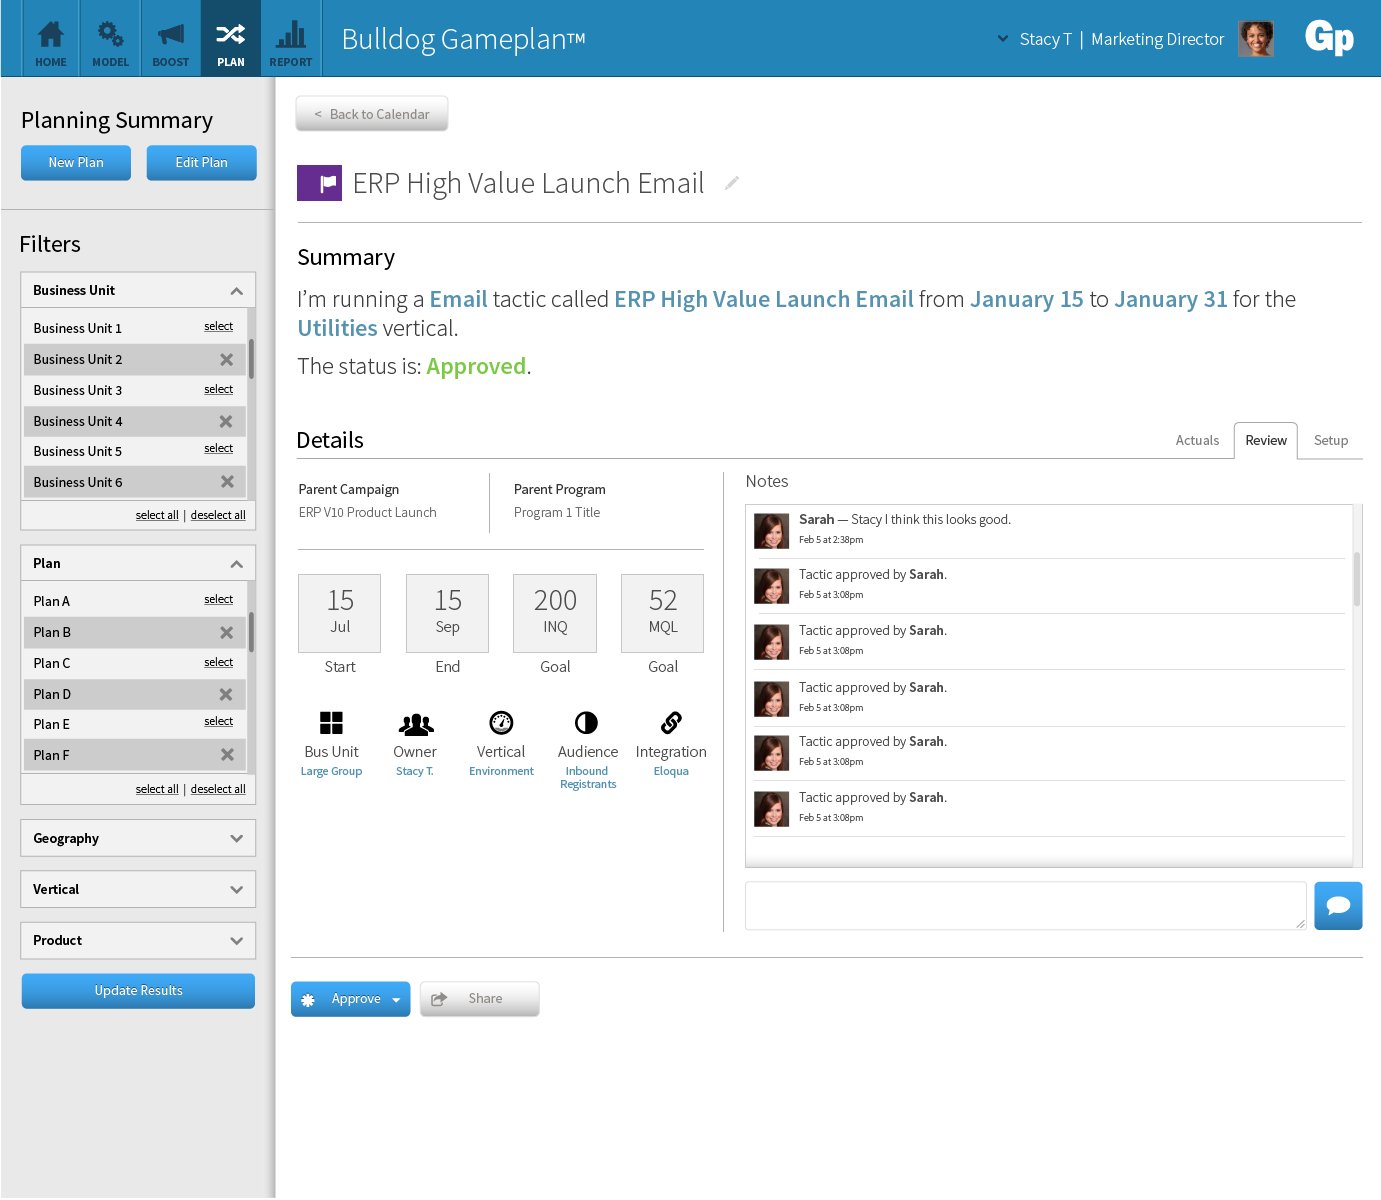 HOME
MODEL
BOOST
PLAN
REPORT
Bulldog Gameplan™
Stacy T | Marketing Director
Gp
Planning Summary
New Plan
Edit Plan
Filters
Business Unit
Business Unit 1 select
Business Unit 2
Business Unit 3 select
Business Unit 4
Business Unit 5 select
Business Unit 6
select all | deselect all
Plan
Plan A select
Plan B
Plan C select
Plan D
Plan E select
Plan F
select all | deselect all
Geography
Vertical
Product
Update Results
< Back to Calendar
ERP High Value Launch Email
Summary
I'm running a Email tactic called ERP High Value Launch Email from January 15 to January 31 for the
Utilities vertical.
The status is: Approved.
Details
Actuals
Review
Setup
Parent Campaign
ERP V10 Product Launch
Parent Program
Program 1 Title
15
Jul
Start
15
Sep
End
200
INQ
Goal
52
MQL
Goal
Bus Unit
Large Group
Owner
Stacy T.
Vertical
Environment
Audience
Inbound
Registrants
Integration
Eloqua
Notes
Sarah — Stacy I think this looks good.
Feb 5 at 2:38pm
Tactic approved by Sarah.
Feb 5 at 3:08pm
Tactic approved by Sarah.
Feb 5 at 3:08pm
Tactic approved by Sarah.
Feb 5 at 3:08pm
Tactic approved by Sarah.
Feb 5 at 3:08pm
Tactic approved by Sarah.
Feb 5 at 3:08pm
Approve
Share